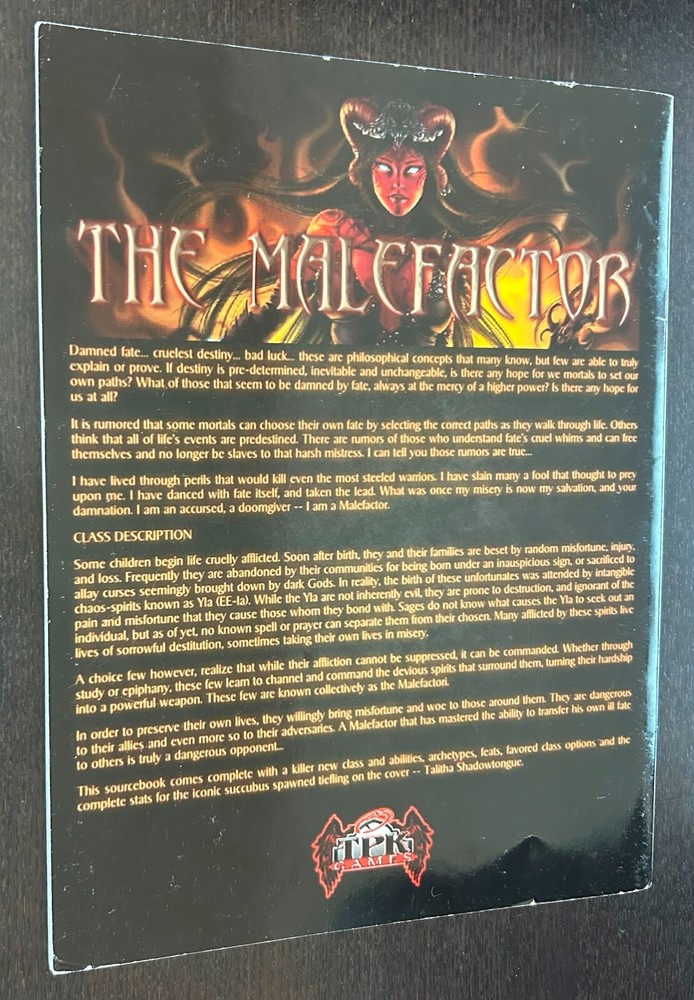 THE MALEFACTOR
Damned fate... cruelest destiny... bad luck... these are philosophical concepts that many know, but few are able to truly
explain or prove. If destiny is pre-determined, inevitable and unchangeable, is there any hope for we mortals to set our
own paths? What of those that seem to be damned by fate, always at the mercy of a higher power? Is there any hope for
us at all?
It is rumored that some mortals can choose their own fate by selecting the correct paths as they walk through life. Others
think that all of life's events are predestined. There are rumors of those who understand fate's cruel whims and can free
themselves and no longer be slaves to that harsh mistress. I can tell you those rumors are true...
I have lived through perils that would kill even the most steeled warriors. I have slain many a fool that thought to prey
upon me. I have danced with fate itself, and taken the lead. What was once my misery is now my salvation, and your
damnation. I am an accursed, a doomgiver -- I am a Malefactor.
CLASS DESCRIPTION
Some children begin life cruelly afflicted. Soon after birth, they and their families are beset by random misfortune, injury,
and loss. Frequently they are abandoned by their communities for being born under an inauspicious sign, or sacrificed to
allay curses seemingly brought down by dark Gods. In reality, the birth of these unfortunates was attended by intangible
chaos-spirits known as Yla (EE-la). While the Yla are not inherently evil, they are prone to destruction, and ignorant of the
pain and misfortune that they cause those whom they bond with. Sages do not know what causes the Yla to seek out an
individual, but as of yet, no known spell or prayer can separate them from their chosen. Many afflicted by these spirits live
lives of sorrowful destitution, sometimes taking their own lives in misery.
A choice few however, realize that while their affliction cannot be suppressed, it can be commanded. Whether through
study or epiphany, these few learn to channel and command the devious spirits that surround them, turning their hardship
into a powerful weapon. These few are known collectively as the Malefactori.
In order to preserve their own lives, they willingly bring misfortune and woe to those around them. They are dangerous
to their allies and even more so to their adversaries. A Malefactor that has mastered the ability to transfer his own ill fate
to others is truly a dangerous opponent...
This sourcebook comes complete with a killer new class and abilities, archetypes, feats, favored class options and the
complete stats for the iconic succubus spawned tiefling on the cover -- Talitha Shadowtongue.
TPK
GAMES